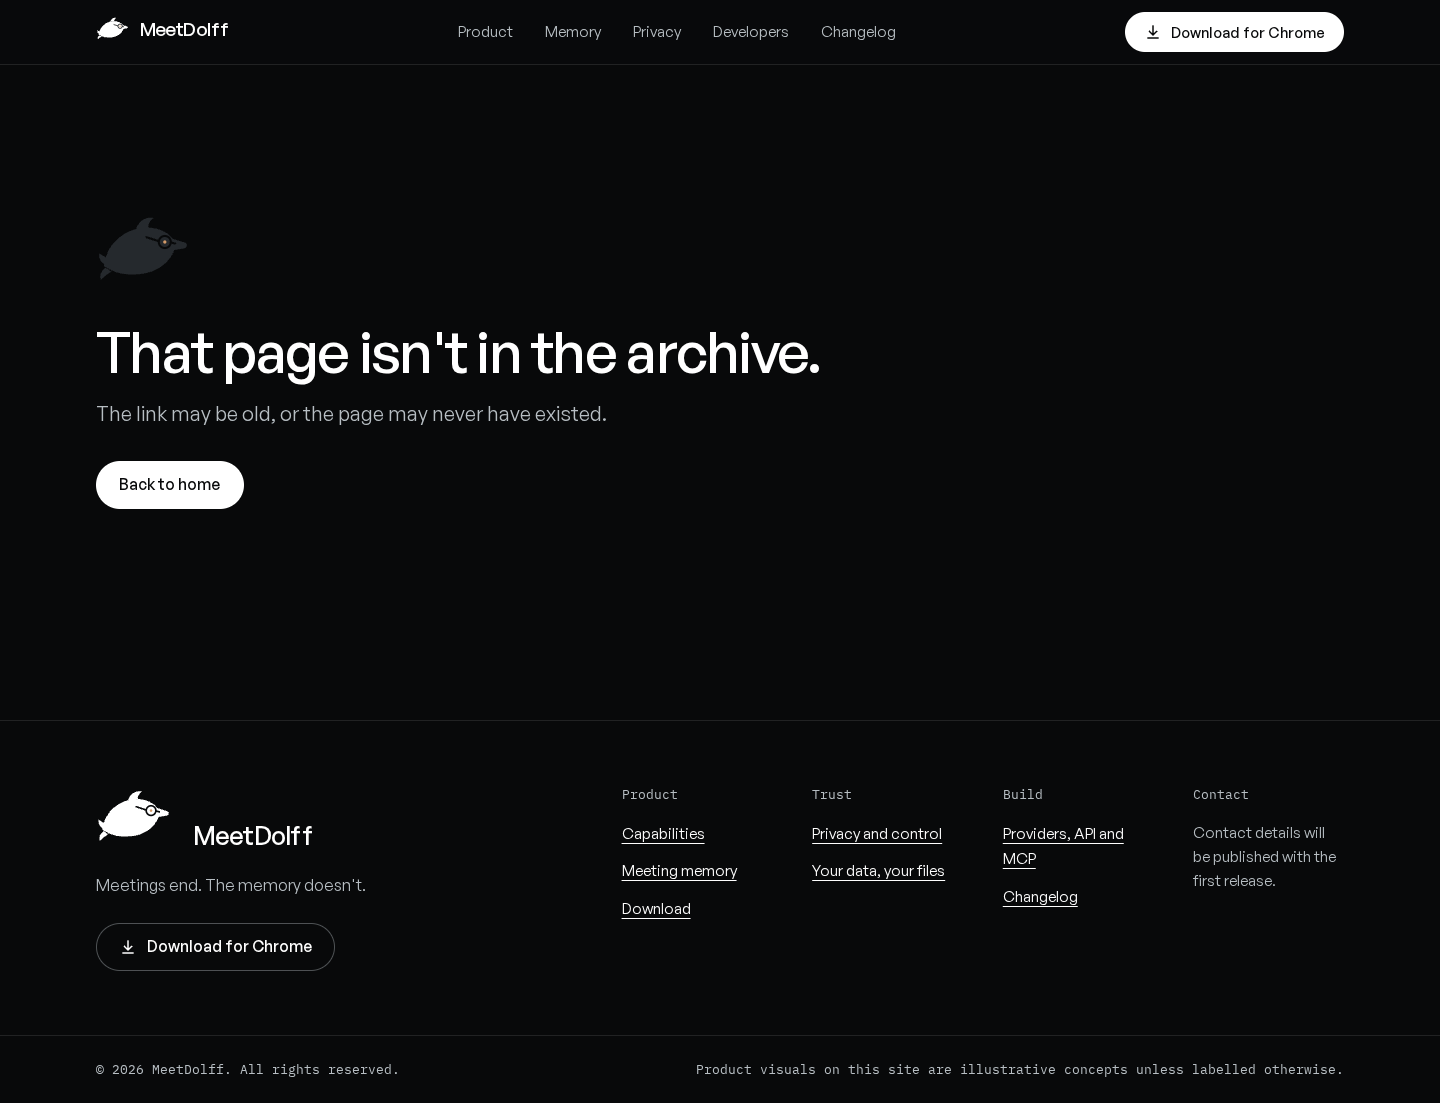 MeetDolff
Product
Memory
Privacy
Developers
Changelog
Download for Chrome
That page isn't in the archive.
The link may be old, or the page may never have existed.
Back to home
MeetDolff
Meetings end. The memory doesn't.
Download for Chrome
Product
Capabilities
Meeting memory
Download
Trust
Privacy and control
Your data, your files
Build
Providers, API and
MCP
Changelog
Contact
Contact details will
be published with the
first release.
© 2026 MeetDolff. All rights reserved.
Product visuals on this site are illustrative concepts unless labelled otherwise.